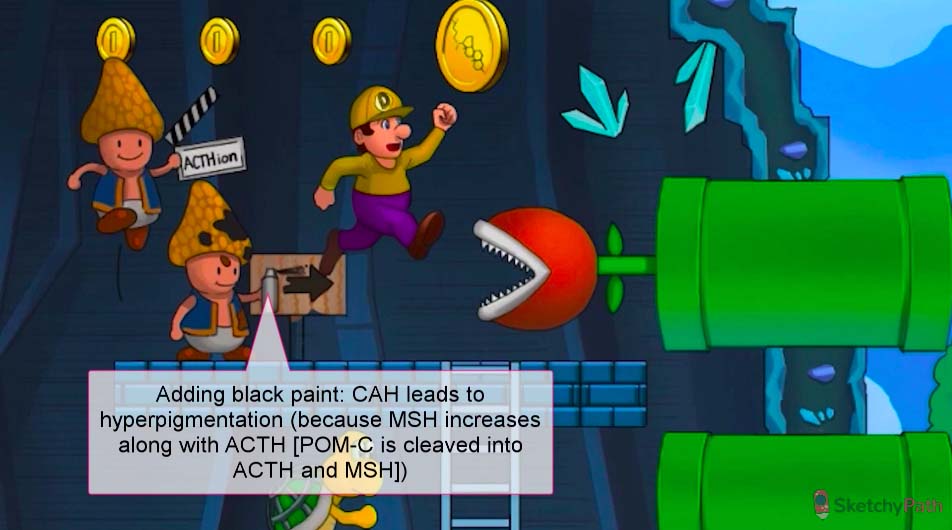 ACTHion
Adding black paint: CAH leads to
hyperpigmentation (because MSH increases
along with ACTH [POM-C is cleaved into
ACTH and MSH])
SketchyPath